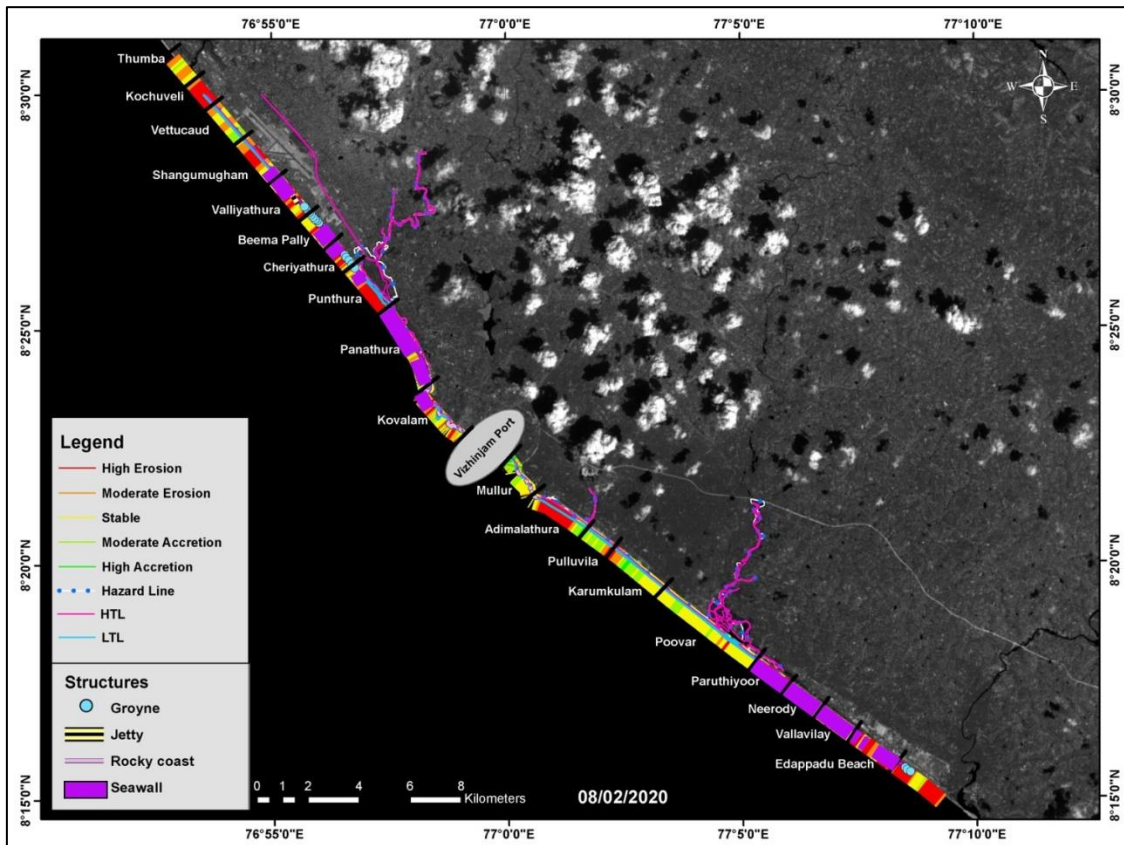 76°55'0"E
77°0'0"E
77°5'0"E
77°10'0"E
8°30'0"N
8°30'0"N
8°25'0"N
8°25'0"N
8°20'0"N
8°20'0"N
8°15'0"N
8°15'0"N
N
W E
S
Thumba
Kochuveli
Vettucaud
Shangumugham
Valliyathura
Beema Pally
Cheriyathura
Punthura
Panathura
Kovalam
Vizhinjam Port
Mullur
Adimalathura
Pulluvila
Karumkulam
Poovar
Paruthiyoor
Neerody
Vallavilay
Edappadu Beach
Legend
High Erosion
Moderate Erosion
Stable
Moderate Accretion
High Accretion
Hazard Line
HTL
LTL
Structures
Groyne
Jetty
Rocky coast
Seawall
0 1 2 4 6 8
Kilometers
08/02/2020
76°55'0"E
77°0'0"E
77°5'0"E
77°10'0"E